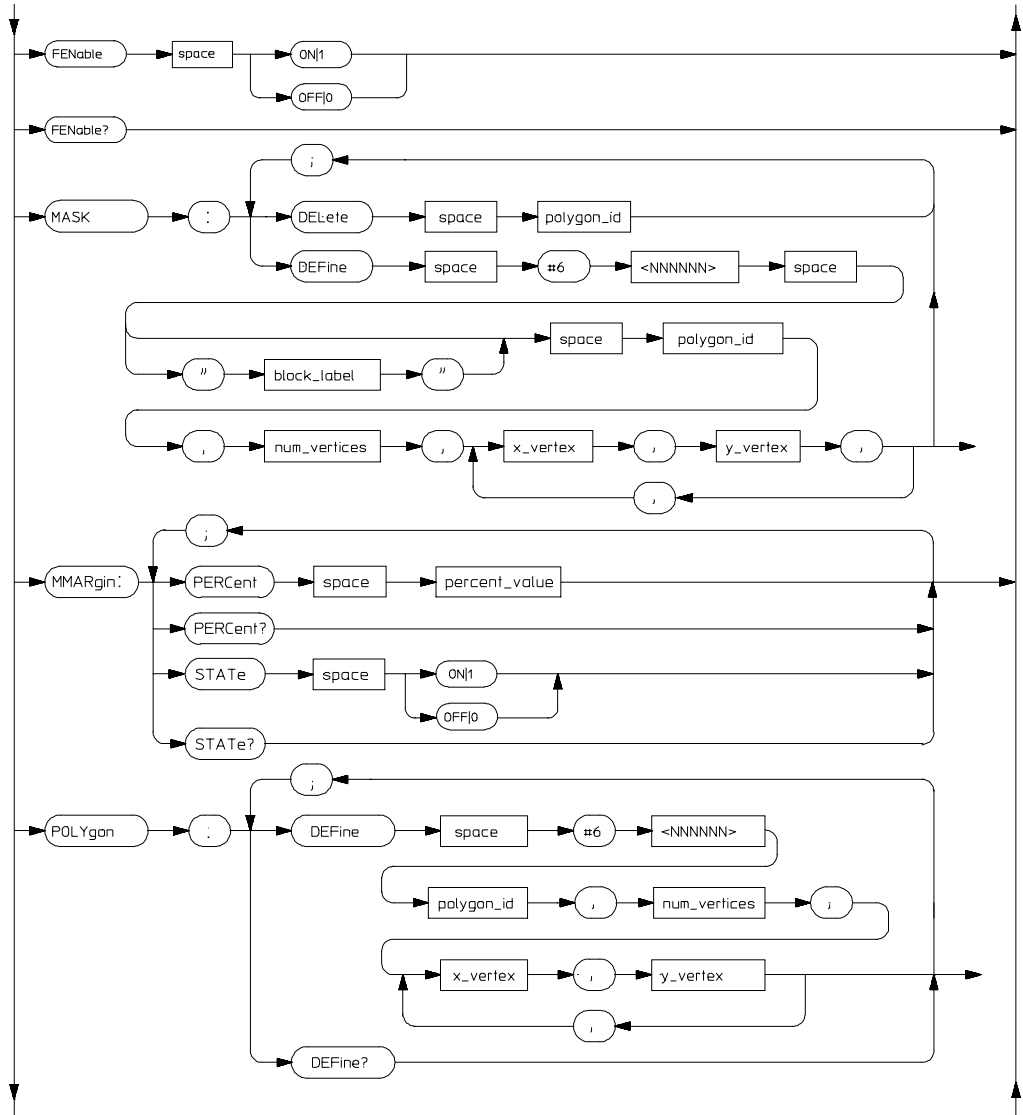 FENable space ON|1
OFF|0
FENable?
;
MASK : DELete space polygon_id
DEFine space #6 <NNNNNN> space
space polygon_id
" block_label "
, num_vertices , x_vertex , y_vertex ,
,
;
MMARgin: PERCent space percent_value
PERCent?
STATe space ON|1
OFF|0
STATe?
;
POLYgon : DEFine space #6 <NNNNNN>
polygon_id , num_vertices ;
x_vertex , y_vertex
,
DEFine?